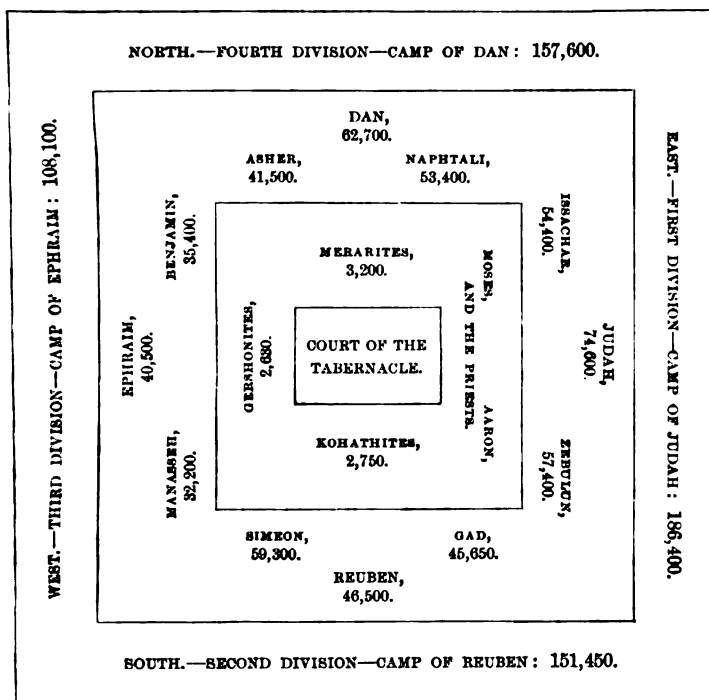 NORTH.—FOURTH DIVISION—CAMP OF DAN: 157,600.
WEST.—THIRD DIVISION—CAMP OF EPHRAIM: 108,100.
EAST.—FIRST DIVISION—CAMP OF JUDAH: 186,400.
DAN,
62,700.
ASHER,
41,500.
NAPHTALI,
53,400.
BENJAMIN,
35,400.
ISSACHAR,
54,400.
MERARITES,
3,200.
MOSES, AARON,
AND THE PRIESTS.
EPHRAIM,
40,500.
GERSHONITES,
2,630.
COURT OF THE
TABERNACLE.
JUDAH,
74,600.
KOHATHITES,
2,750.
MANASSEH,
32,200.
ZEBULUN,
57,400.
SIMEON,
59,300.
GAD,
45,650.
REUBEN,
46,500.
SOUTH.—SECOND DIVISION—CAMP OF REUBEN: 151,450.